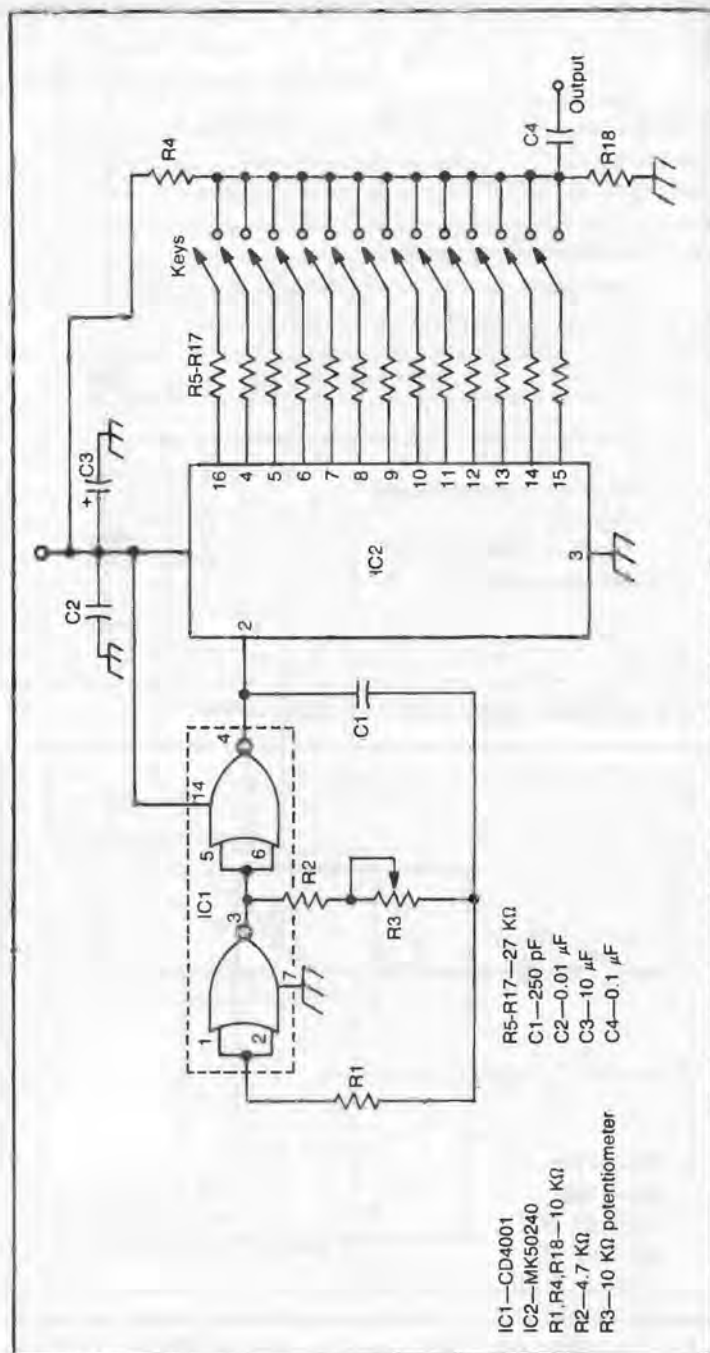 C2
C3
+
R4
Keys
R5-R17
C4
Output
R18
IC1
1
2
3
7
5
6
14
4
2
IC2
16
4
5
6
7
8
9
10
11
12
13
14
15
3
R1
R2
R3
C1
IC1—CD4001
IC2—MK50240
R1,R4,R18—10 KΩ
R2—4.7 KΩ
R3—10 KΩ potentiometer
R5-R17—27 KΩ
C1—250 pF
C2—0.01 μF
C3—10 μF
C4—0.1 μF